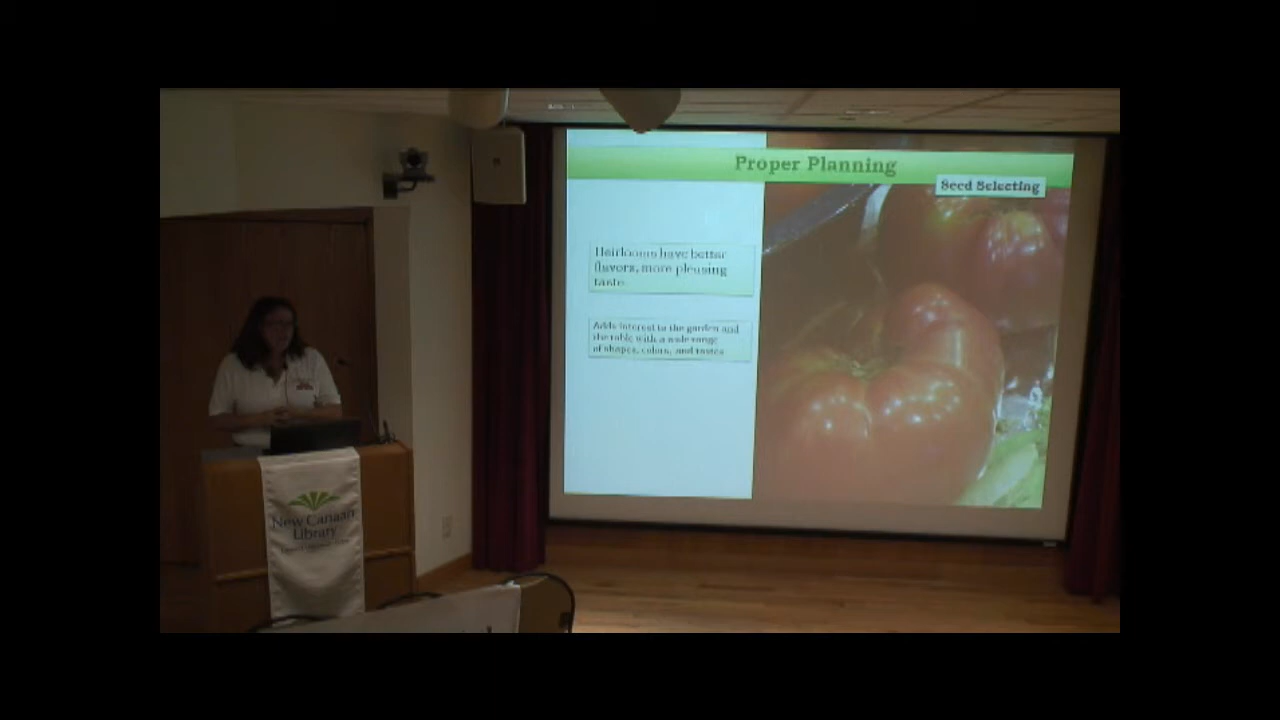 Proper Planning
Seed Selecting
Heirlooms have better
flavors, more pleasing
taste.
Adds interest to the garden and
the table with a wide range
of shapes, colors, and tastes
New Canaan
Library